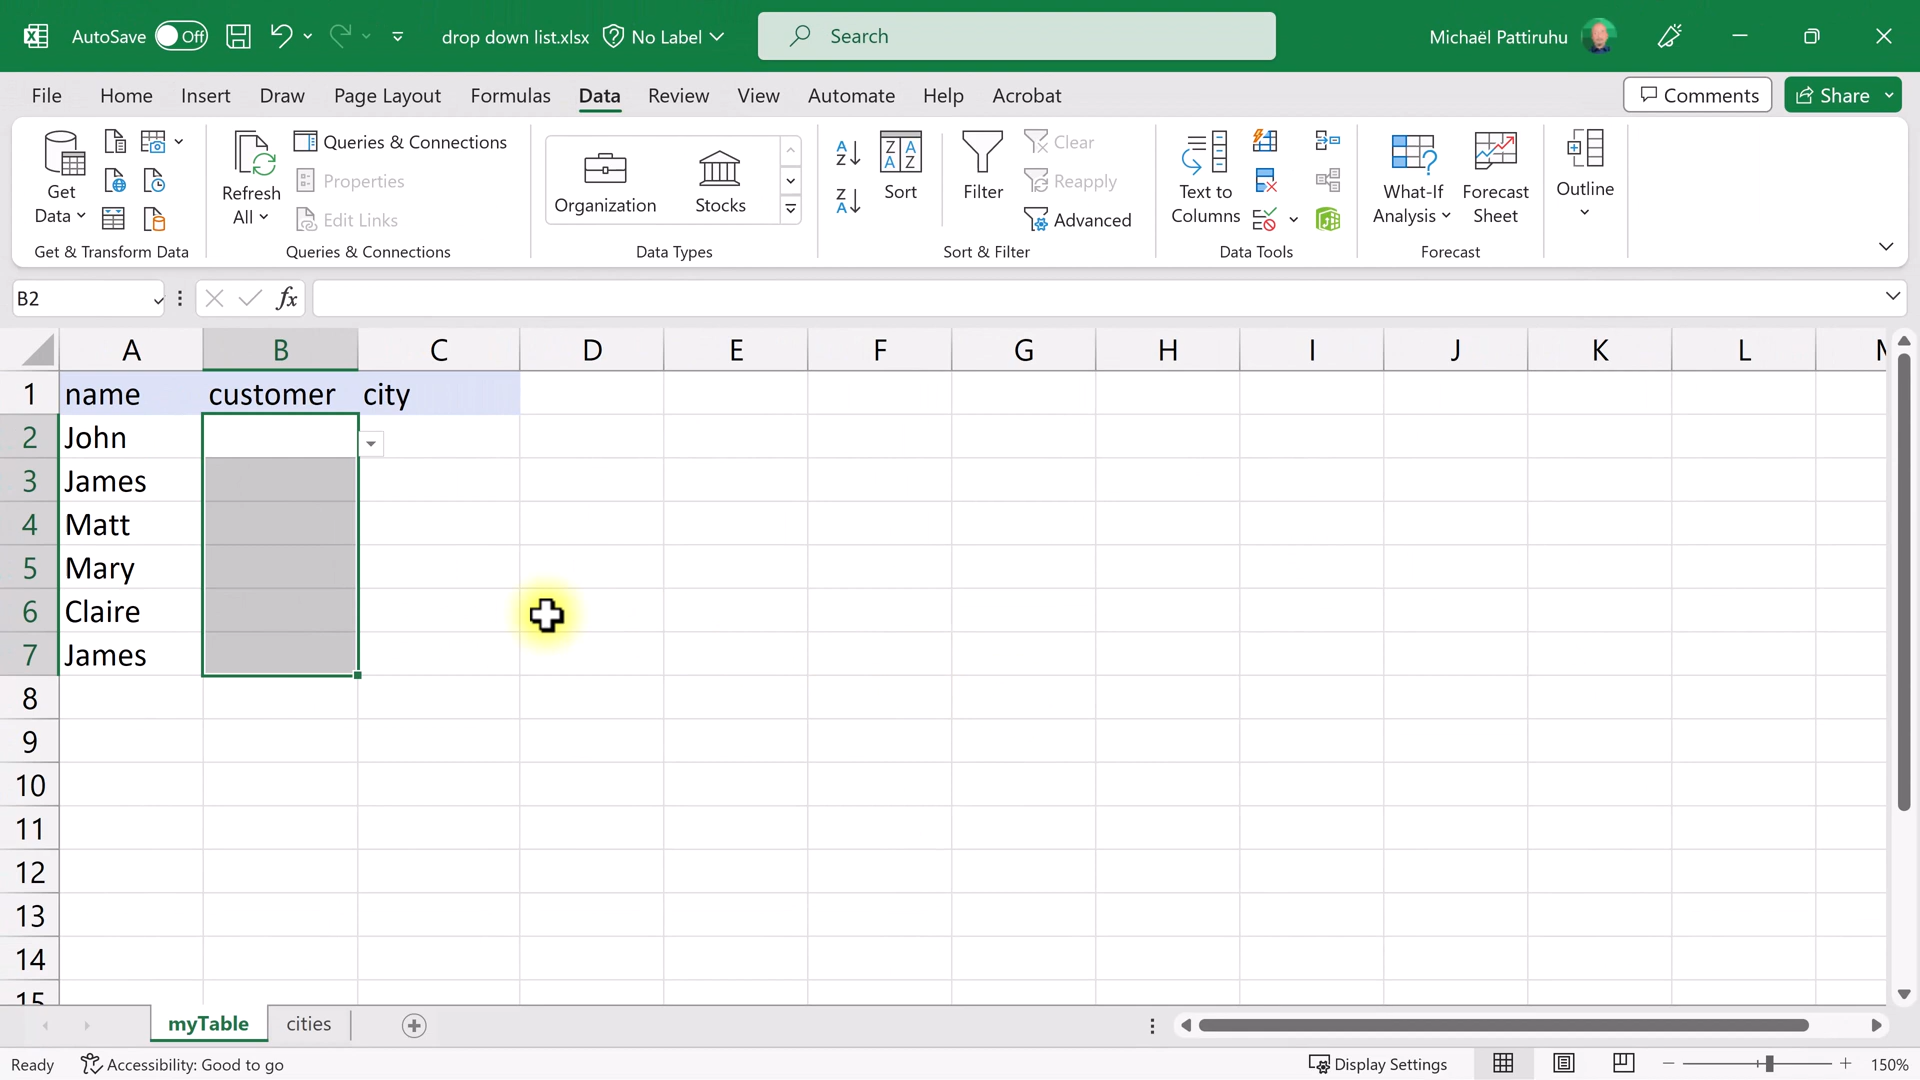 AutoSave Off drop down list.xlsx No Label Search Michaël Pattiruhu
File Home Insert Draw Page Layout Formulas Data Review View Automate Help Acrobat Comments Share
Get Data
Refresh All
Queries & Connections
Properties
Edit Links
Organization Stocks
Sort
Filter
Clear
Reapply
Advanced
Text to Columns
What-If Analysis
Forecast Sheet
Outline
Get & Transform Data Queries & Connections Data Types Sort & Filter Data Tools Forecast
B2 fx
A B C D E F G H I J K L
1 name customer city
2 John
3 James
4 Matt
5 Mary
6 Claire
7 James
8
9
10
11
12
13
14
15
myTable cities
Ready Accessibility: Good to go Display Settings 150%